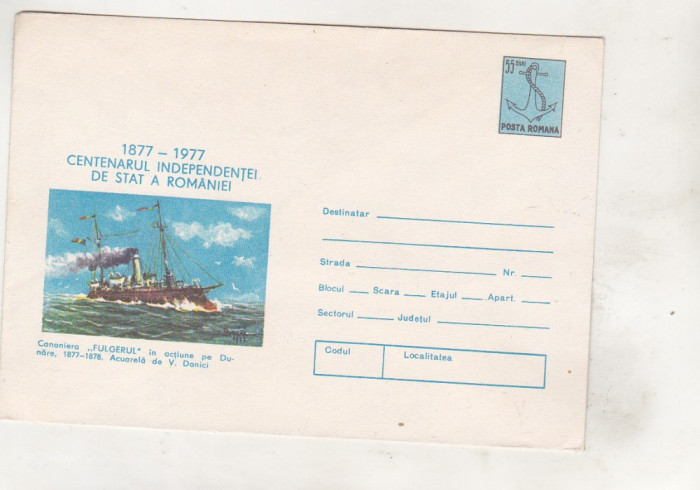 55 BANI
POSTA ROMANA
1877 – 1977
CENTENARUL INDEPENDENȚEI
DE STAT A ROMÂNIEI
Canoniera „FULGERUL" în acțiune pe Du-
năre, 1877–1878. Acuarelă de V. Donici
Destinatar
Strada Nr.
Blocul Scara Etajul Apart.
Sectorul Județul
Codul Localitatea